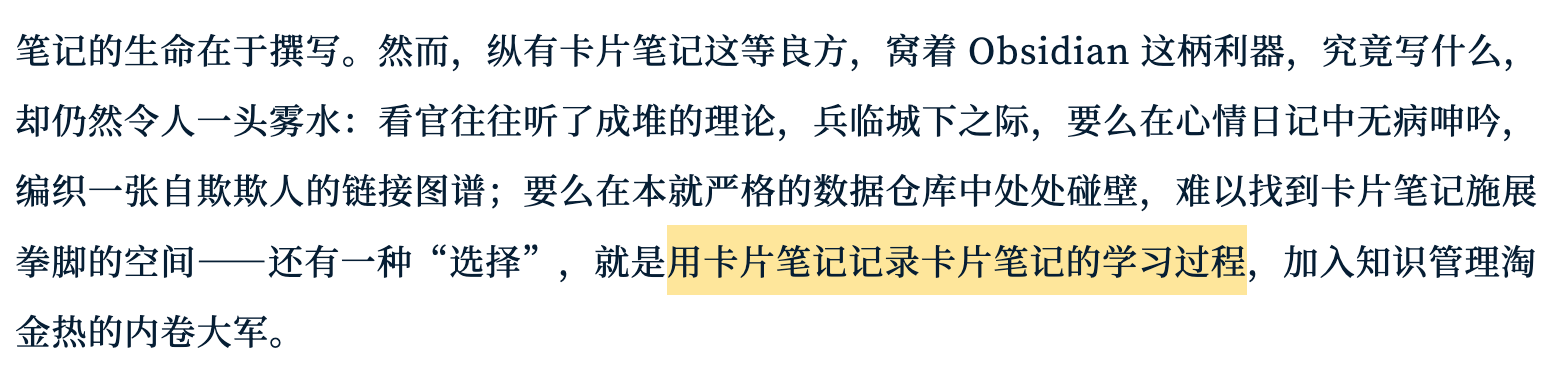 笔记的生命在于撰写。然而，纵有卡片笔记这等良方，窝着 Obsidian 这柄利器，究竟写什么，
却仍然令人一头雾水：看官往往听了成堆的理论，兵临城下之际，要么在心情日记中无病呻吟，
编织一张自欺欺人的链接图谱；要么在本就严格的数据仓库中处处碰壁，难以找到卡片笔记施展
拳脚的空间——还有一种“选择”，就是用卡片笔记记录卡片笔记的学习过程，加入知识管理淘
金热的内卷大军。